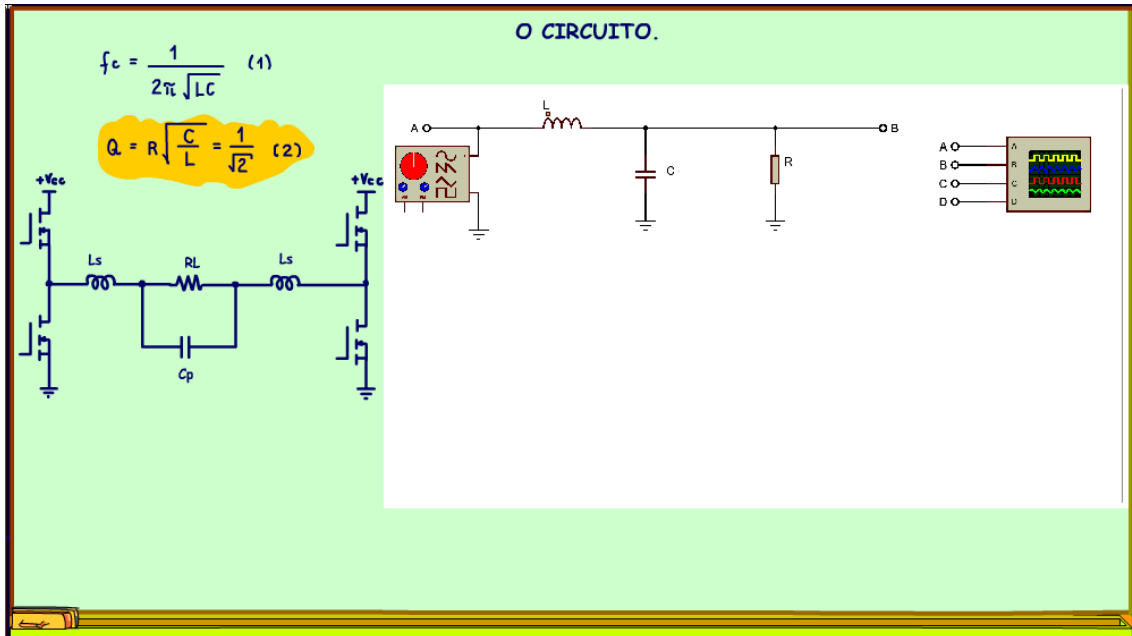 O CIRCUITO.
fc = 1 / 2π √LC (1)
Q = R √C/L = 1/√2 (2)
+Vcc
+Vcc
Ls
RL
Ls
Cp
L
A
B
C
R
A
B
C
D
A
B
C
D